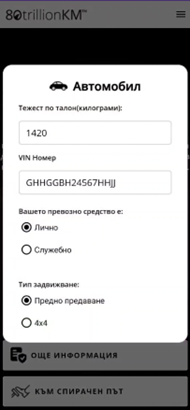 80trillionKM™
Автомобил
Тежест по талон(килограми):
1420
VIN Номер
GHHGGBH24567HHJJ
Вашето превозно средство е:
Лично
Служебно
Тип задвижване:
Предно предаване
4x4
ОЩЕ ИНФОРМАЦИЯ
КЪМ СПИРАЧЕН ПЪТ